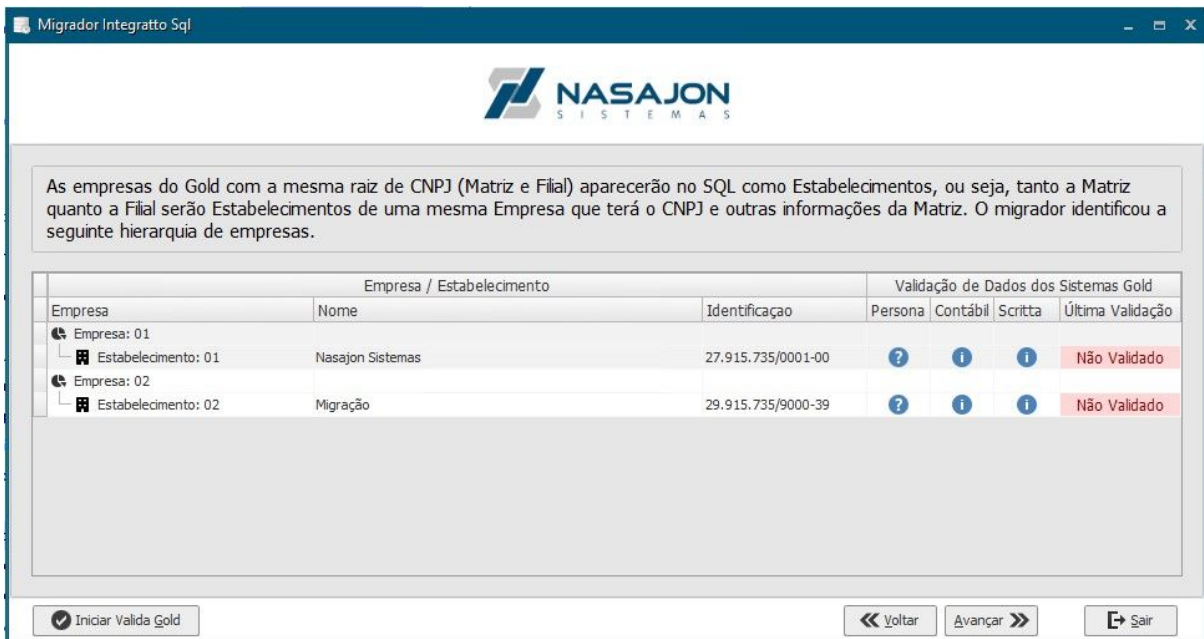 Migrador Integratto Sql
NASAJON
SISTEMAS
As empresas do Gold com a mesma raiz de CNPJ (Matriz e Filial) aparecerão no SQL como Estabelecimentos, ou seja, tanto a Matriz
quanto a Filial serão Estabelecimentos de uma mesma Empresa que terá o CNPJ e outras informações da Matriz. O migrador identificou a
seguinte hierarquia de empresas.
Empresa / Estabelecimento Validação de Dados dos Sistemas Gold
Empresa Nome Identificaçao Persona Contábil Scritta Última Validação
Empresa: 01
Estabelecimento: 01 Nasajon Sistemas 27.915.735/0001-00 ? i i Não Validado
Empresa: 02
Estabelecimento: 02 Migração 29.915.735/9000-39 ? i i Não Validado
Iniciar Valida Gold Voltar Avançar Sair